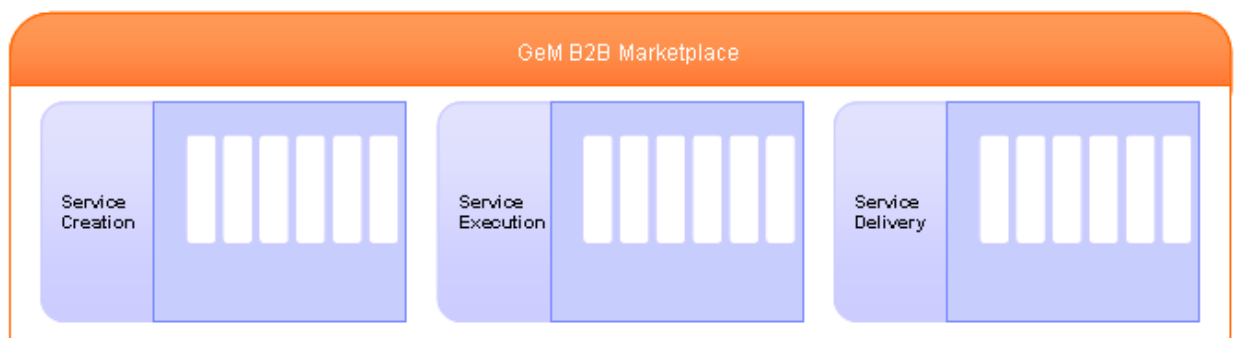 GeM B2B Marketplace
Service
Creation
Service
Execution
Service
Delivery